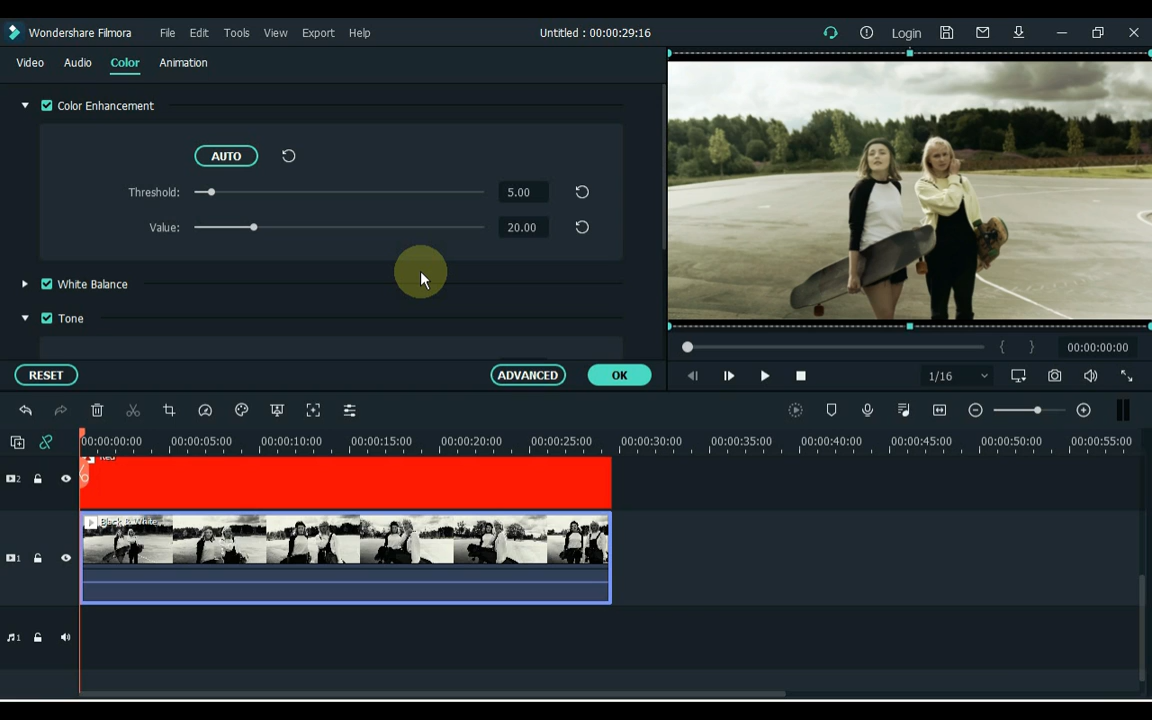 Wondershare Filmora File Edit Tools View Export Help Untitled : 00:00:29:16 Login
Video Audio Color Animation
Color Enhancement
AUTO
Threshold: 5.00
Value: 20.00
White Balance
Tone
RESET ADVANCED OK
{ } 00:00:00:00
1/16
00:00:00:00 00:00:05:00 00:00:10:00 00:00:15:00 00:00:20:00 00:00:25:00 00:00:30:00 00:00:35:00 00:00:40:00 00:00:45:00 00:00:50:00 00:00:55:00
Red
2
Black & White
1
1